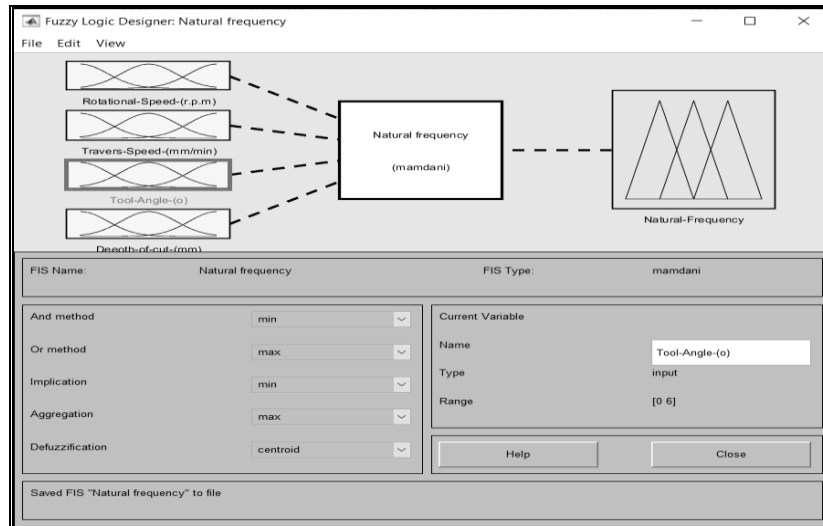 Fuzzy Logic Designer: Natural frequency
File Edit View
Rotational-Speed-(r.p.m)
Travers-Speed-(mm/min)
Tool-Angle-(o)
Deepth-of-cut-(mm)
Natural frequency
(mamdani)
Natural-Frequency
FIS Name: Natural frequency FIS Type: mamdani
And method min
Or method max
Implication min
Aggregation max
Defuzzification centroid
Current Variable
Name Tool-Angle-(o)
Type input
Range [0 6]
Help Close
Saved FIS "Natural frequency" to file